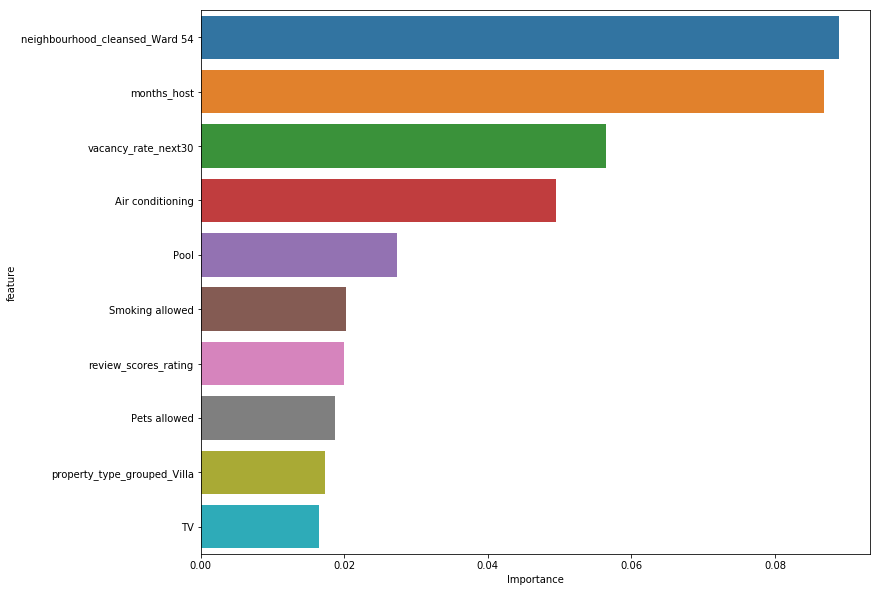 neighbourhood_cleansed_Ward 54
months_host
vacancy_rate_next30
Air conditioning
Pool
Smoking allowed
review_scores_rating
Pets allowed
property_type_grouped_Villa
TV
feature
0.00 0.02 0.04 0.06 0.08
Importance